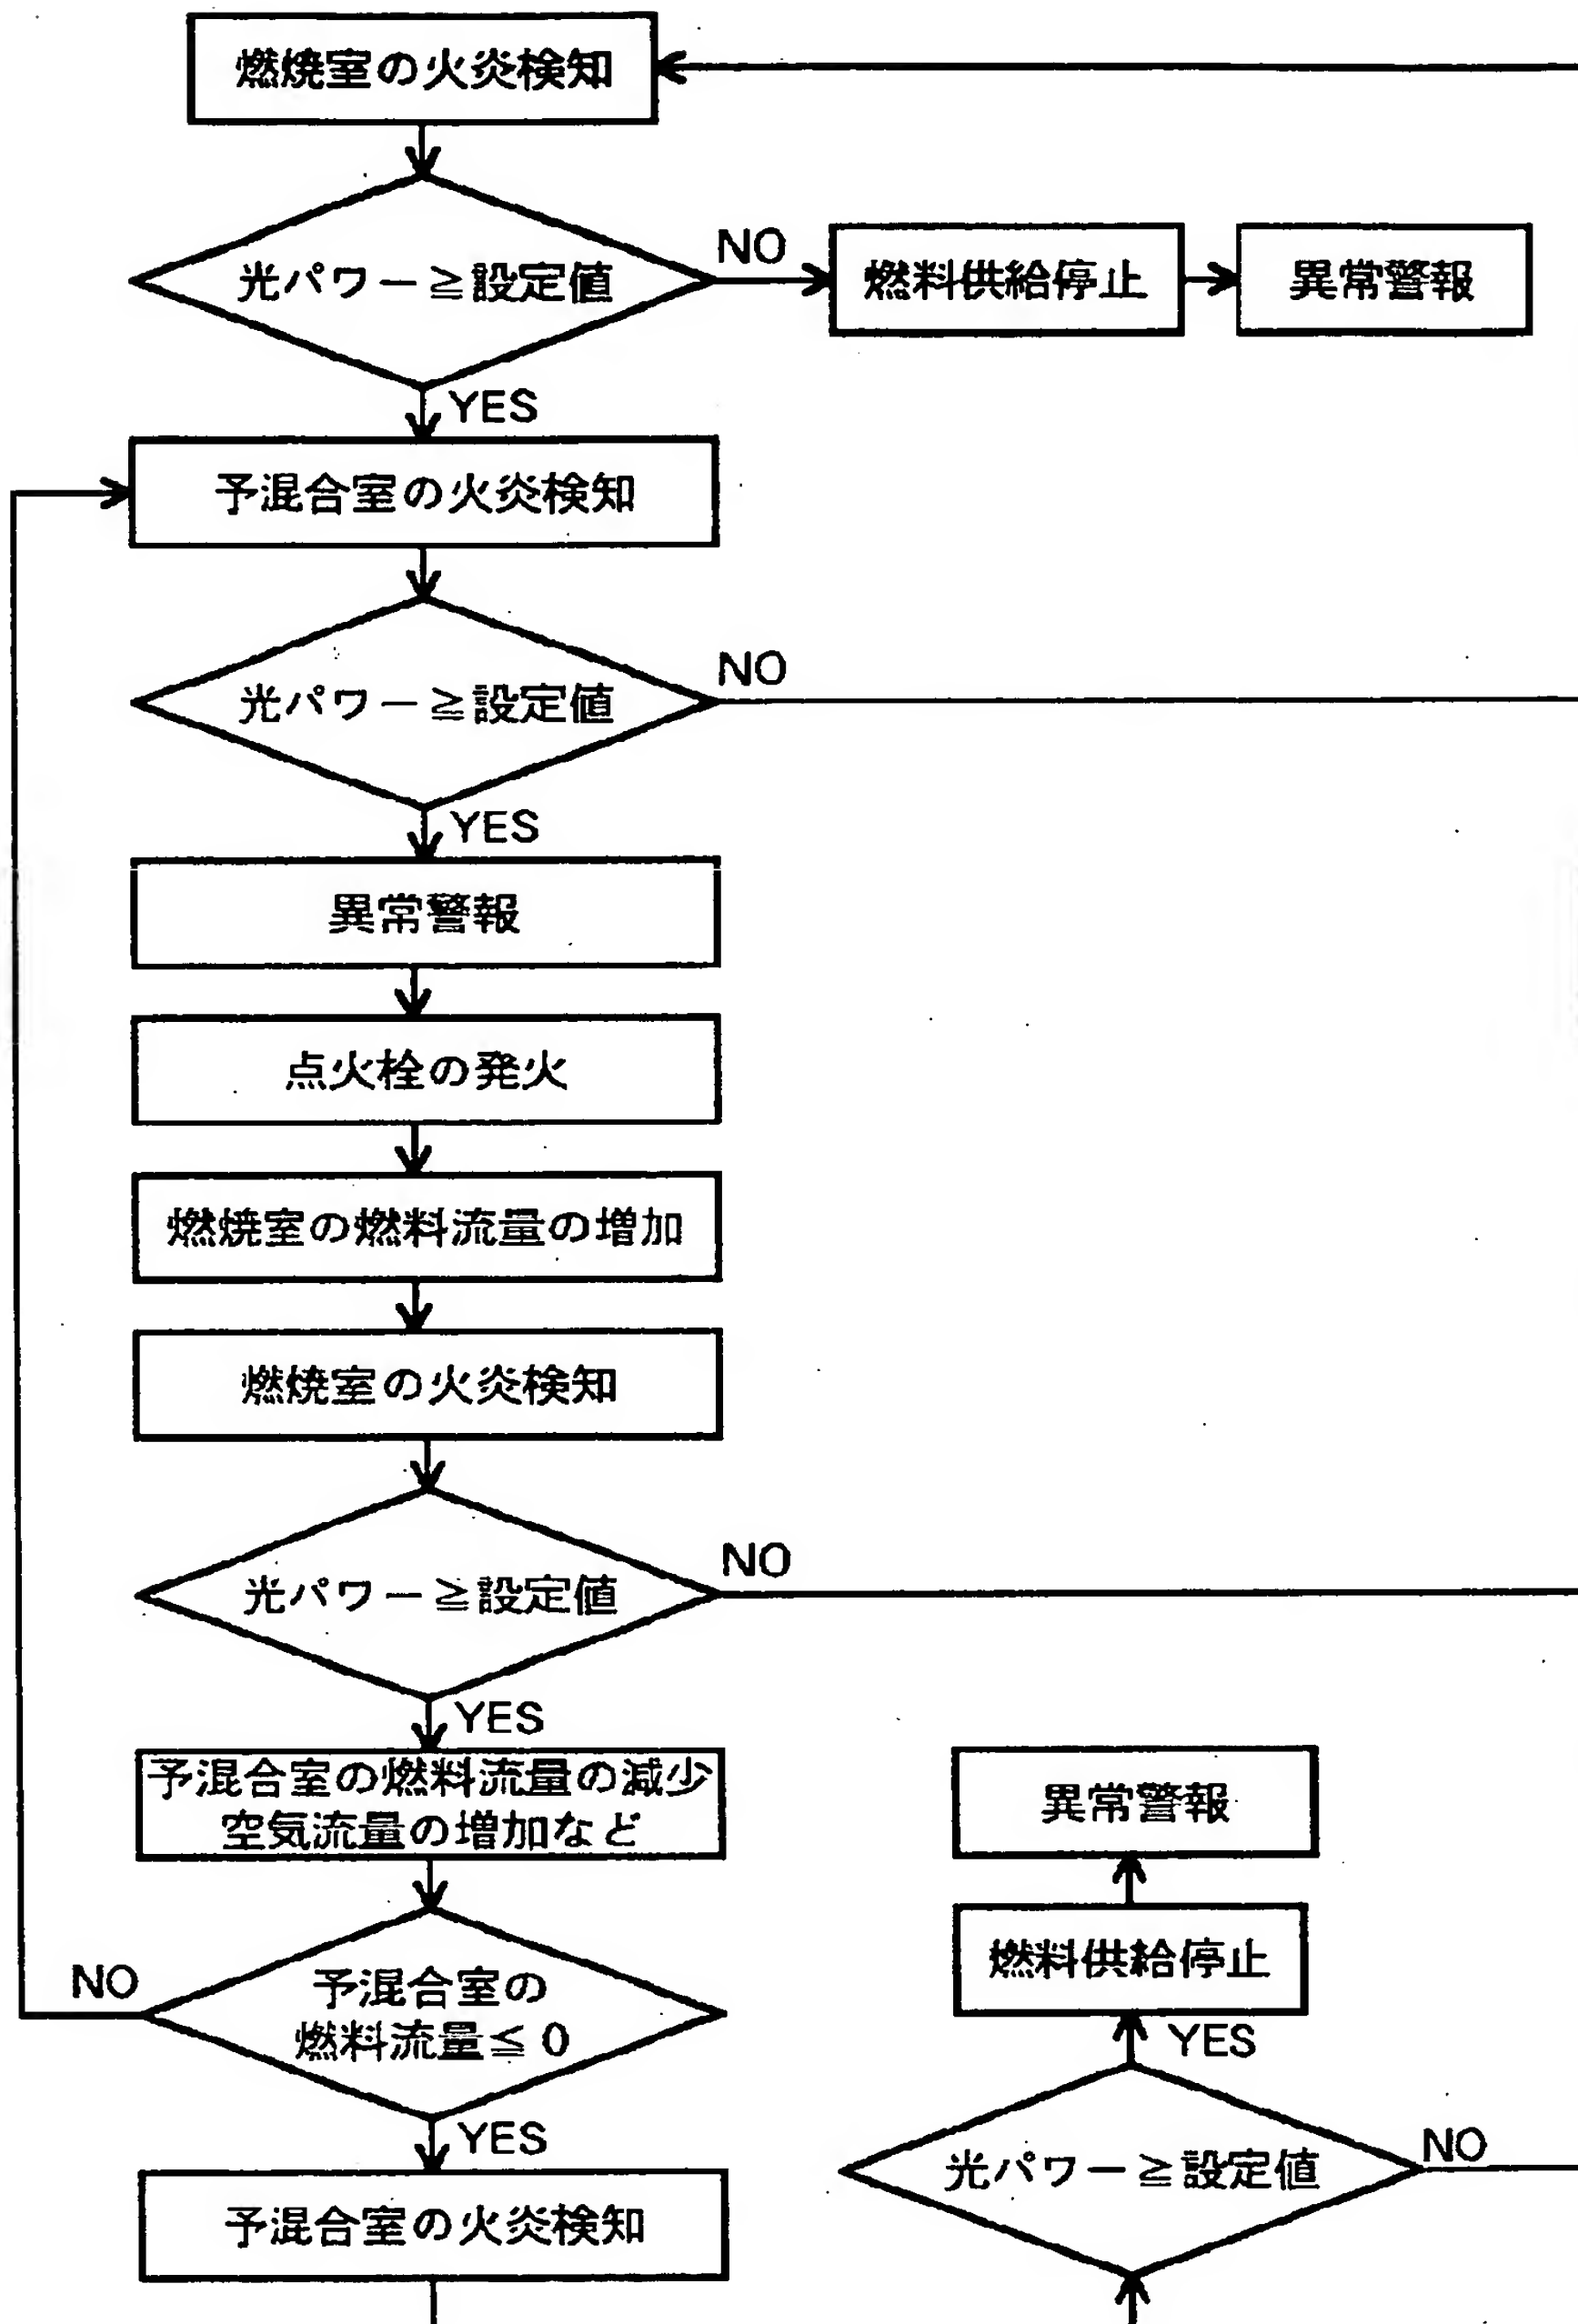 燃焼室の火炎検知
光パワー≧設定値
NO
燃料供給停止
異常警報
YES
予混合室の火炎検知
光パワー≧設定値
NO
YES
異常警報
点火栓の発火
燃焼室の燃料流量の増加
燃焼室の火炎検知
光パワー≧設定値
NO
YES
予混合室の燃料流量の減少
空気流量の増加など
予混合室の
燃料流量≦0
NO
YES
予混合室の火炎検知
光パワー≧設定値
NO
YES
燃料供給停止
異常警報